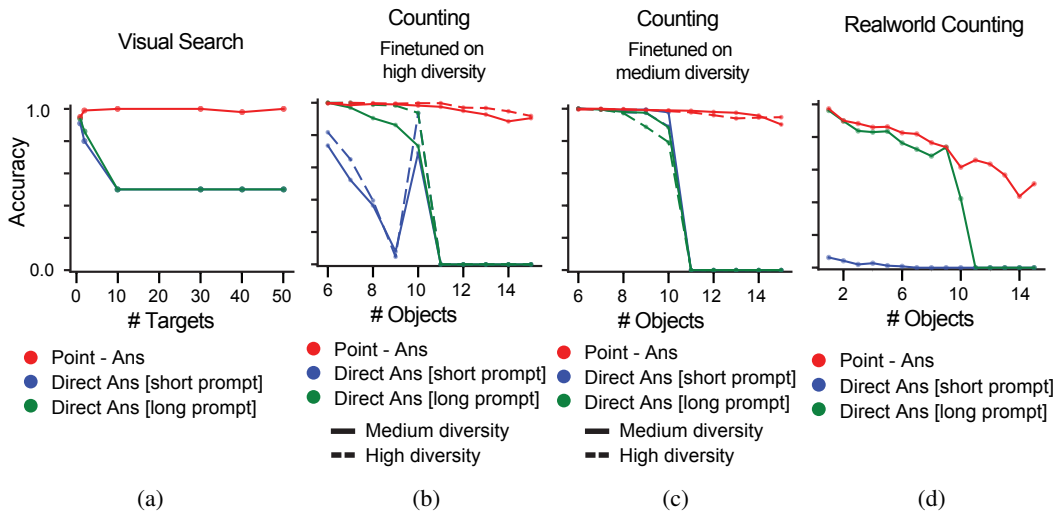 Visual Search
Counting
Finetuned on
high diversity
Counting
Finetuned on
medium diversity
Realworld Counting
Accuracy
1.0
0.0
0 10 20 30 40 50
# Targets
6 8 10 12 14
# Objects
6 8 10 12 14
# Objects
2 6 10 14
# Objects
Point - Ans
Direct Ans [short prompt]
Direct Ans [long prompt]
Point - Ans
Direct Ans [short prompt]
Direct Ans [long prompt]
Medium diversity
High diversity
Point - Ans
Direct Ans [short prompt]
Direct Ans [long prompt]
Medium diversity
High diversity
Point - Ans
Direct Ans [short prompt]
Direct Ans [long prompt]
(a)
(b)
(c)
(d)